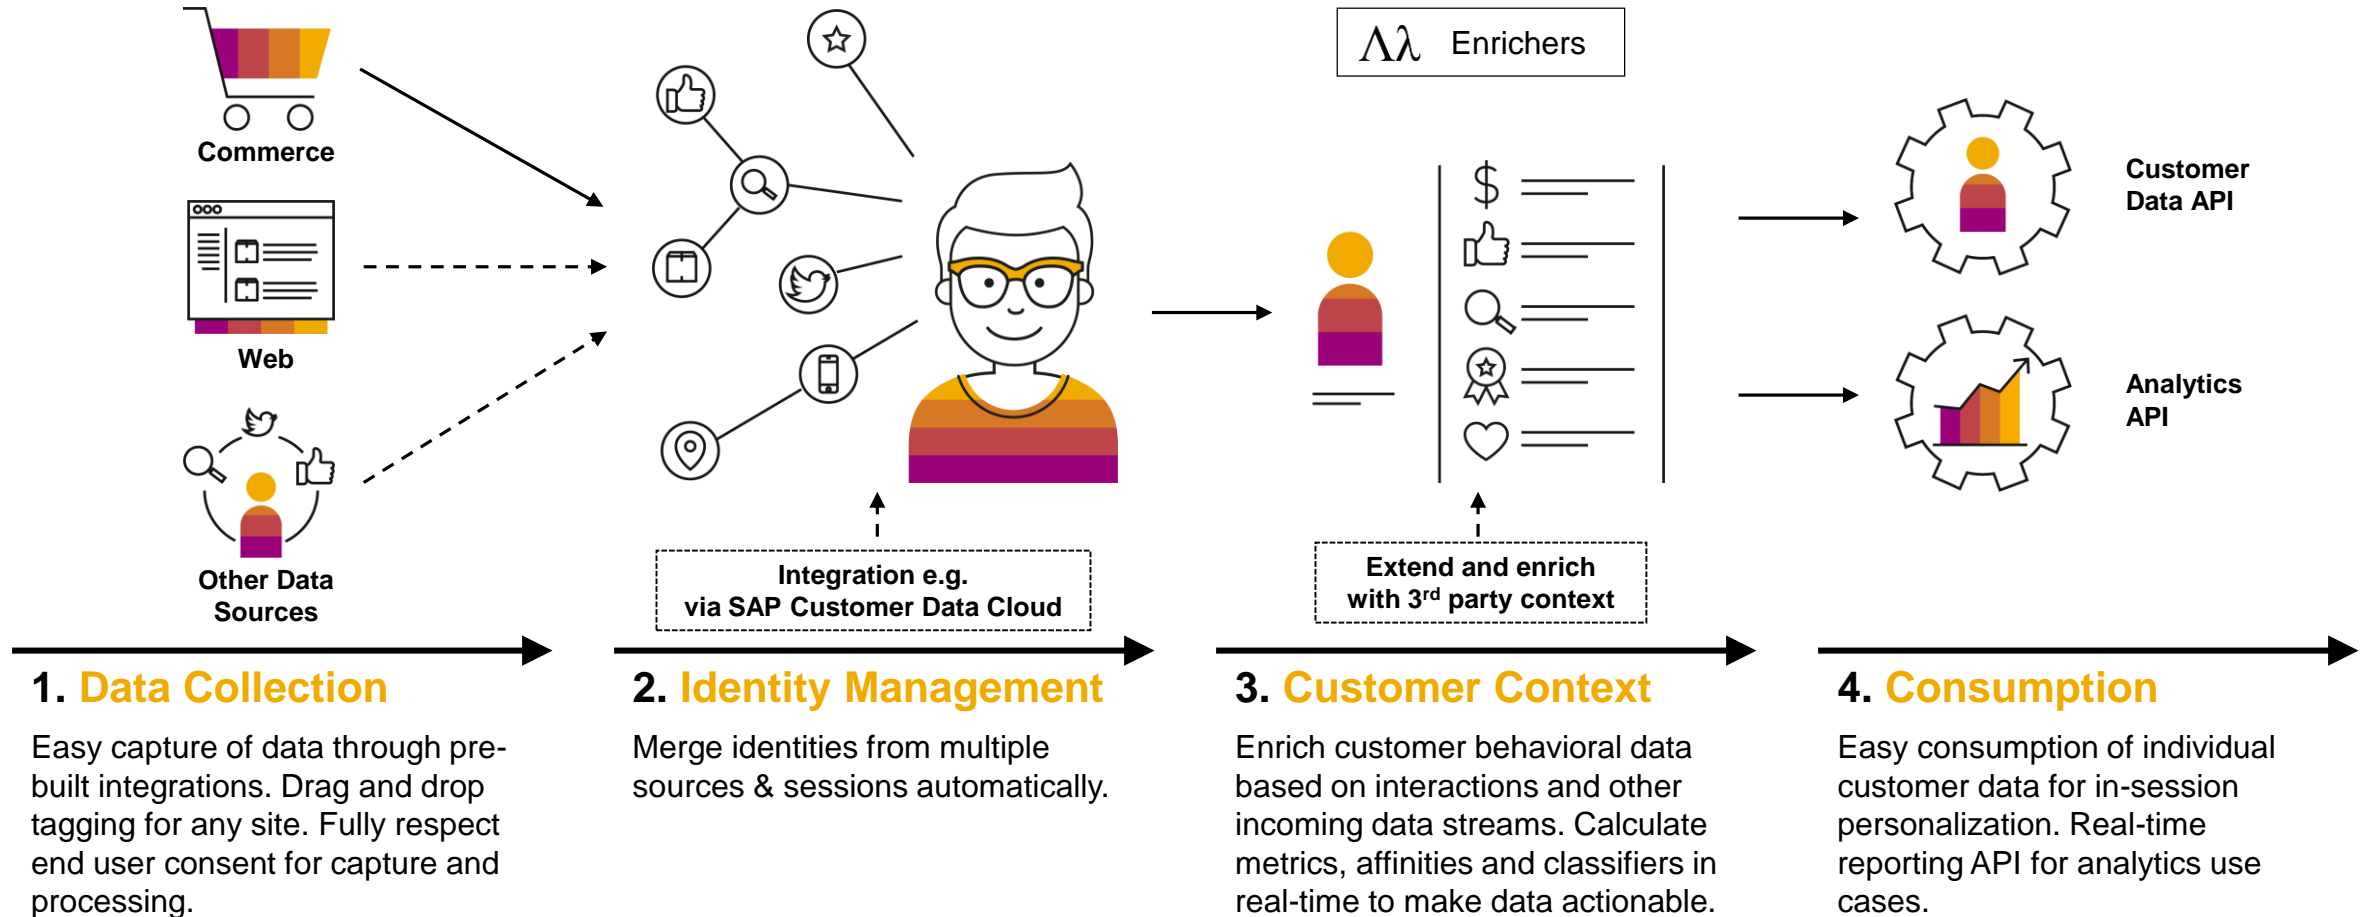 Λλ Enrichers
Commerce
Web
Other Data
Sources
Integration e.g.
via SAP Customer Data Cloud
Extend and enrich
with 3rd party context
Customer
Data API
Analytics
API
1. Data Collection
Easy capture of data through pre-
built integrations. Drag and drop
tagging for any site. Fully respect
end user consent for capture and
processing.
2. Identity Management
Merge identities from multiple
sources & sessions automatically.
3. Customer Context
Enrich customer behavioral data
based on interactions and other
incoming data streams. Calculate
metrics, affinities and classifiers in
real-time to make data actionable.
4. Consumption
Easy consumption of individual
customer data for in-session
personalization. Real-time
reporting API for analytics use
cases.